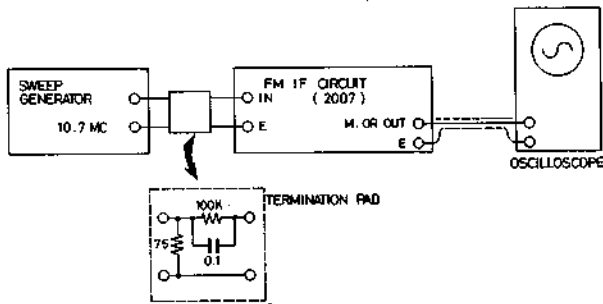 SWEEP
GENERATOR
10.7 MC
FM IF CIRCUIT
( 2007 )
IN
E
M. OR OUT
E
OSCILLOSCOPE
TERMINATION PAD
100K
75
0.1